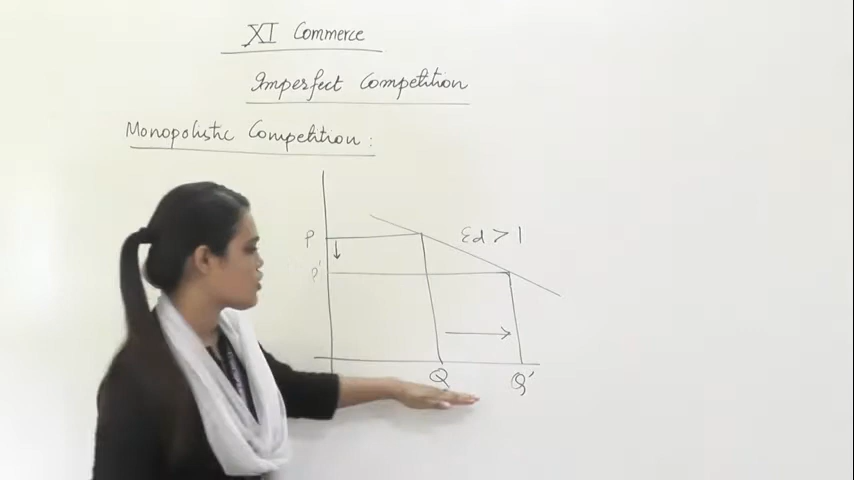 XI Commerce
Imperfect Competition
Monopolistic Competition :
P
Ed > 1
P'
Q Q'